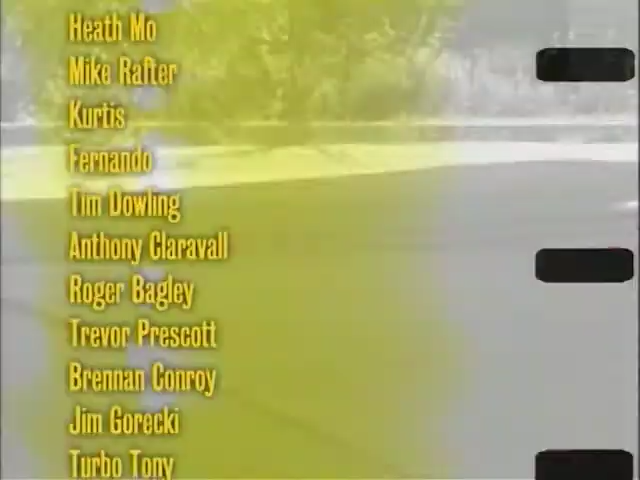 Heath Mo
Mike Rafter
Kurtis
Fernando
Tim Dowling
Anthony Claravall
Roger Bagley
Trevor Prescott
Brennan Conroy
Jim Gorecki
Turbo Tony